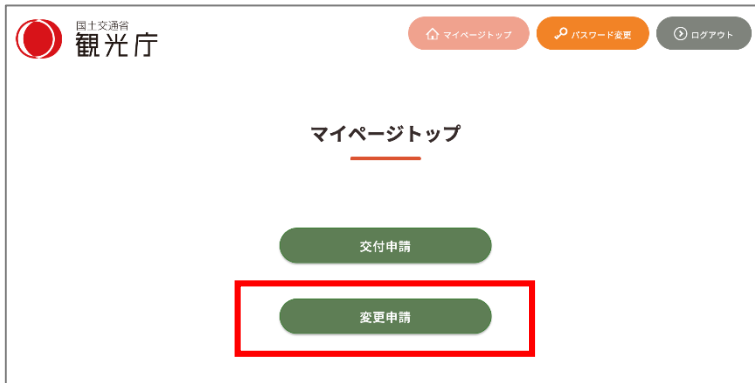 国土交通省
観光庁
マイページトップ
パスワード変更
ログアウト
マイページトップ
交付申請
変更申請